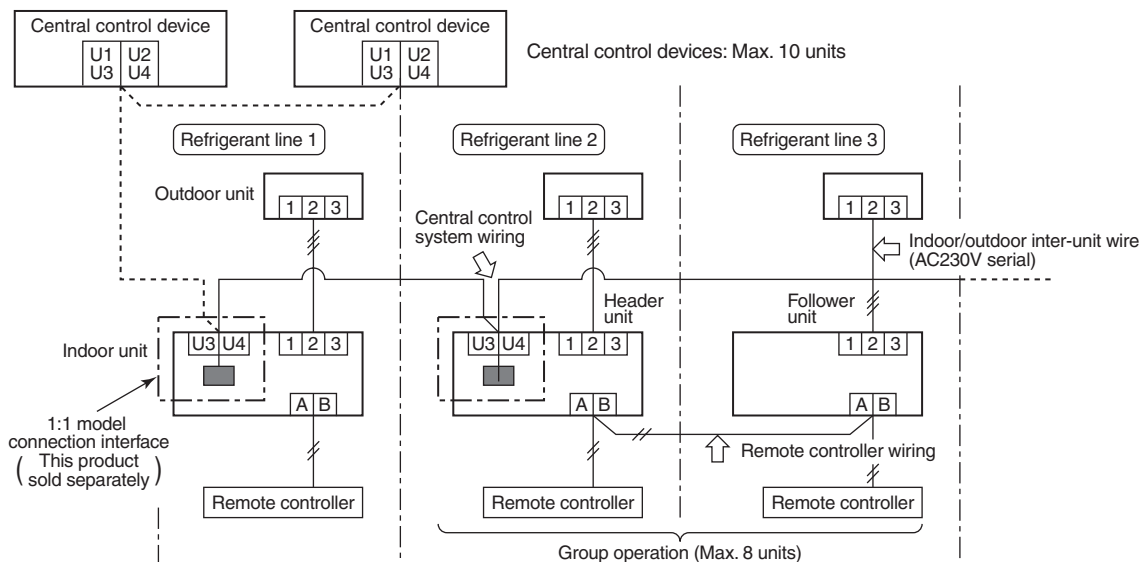 Central control device
U1 U2
U3 U4
Central control device
U1 U2
U3 U4
Central control devices: Max. 10 units
Refrigerant line 1
Refrigerant line 2
Refrigerant line 3
Outdoor unit
1 2 3
1 2 3
1 2 3
Central control
system wiring
Indoor/outdoor inter-unit wire
(AC230V serial)
Header
unit
Follower
unit
Indoor unit
U3 U4
1 2 3
U3 U4
1 2 3
1 2 3
A B
A B
A B
1:1 model
connection interface
( This product
sold separately )
Remote controller wiring
Remote controller
Remote controller
Remote controller
Group operation (Max. 8 units)